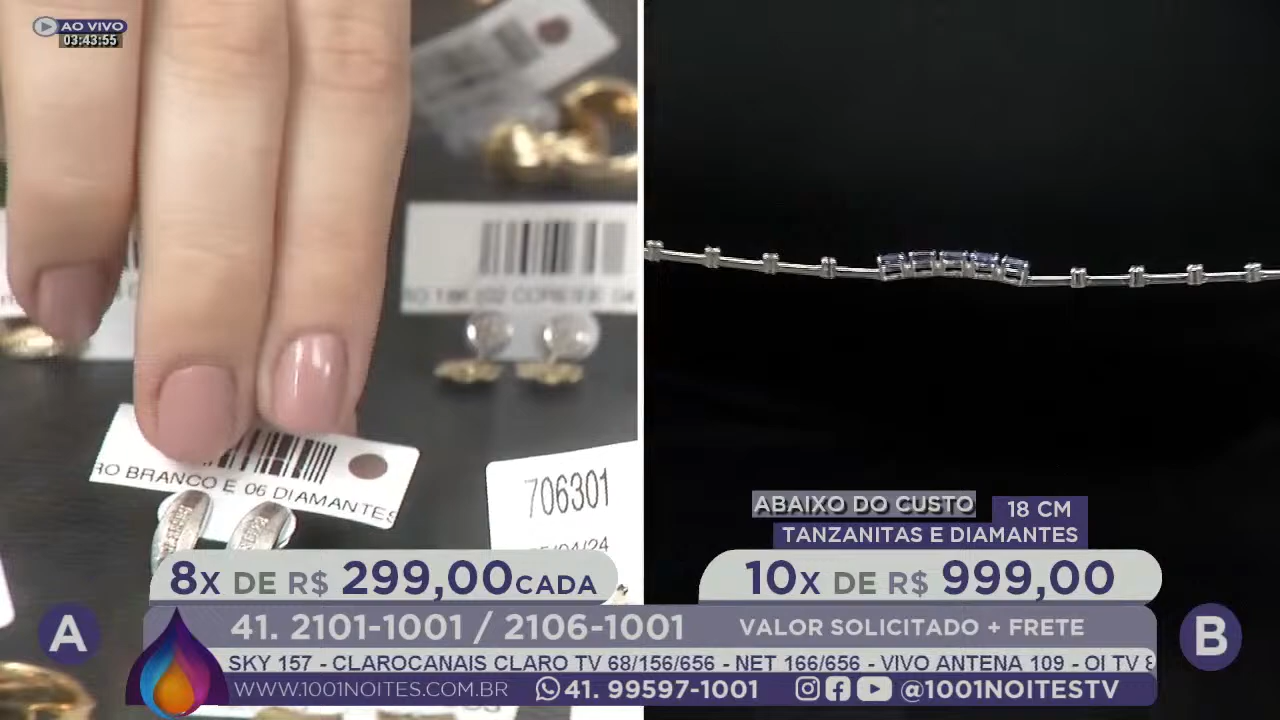 AO VIVO
03:43:55
RO BRANCO E 06 DIAMANTES
706301
ABAIXO DO CUSTO
18 CM
TANZANITAS E DIAMANTES
8X DE R$ 299,00 CADA
10X DE R$ 999,00
A
41. 2101-1001 / 2106-1001
VALOR SOLICITADO + FRETE
B
SKY 157 - CLAROCANAIS CLARO TV 68/156/656 - NET 166/656 - VIVO ANTENA 109 - OI TV 8
WWW.1001NOITES.COM.BR
41. 99597-1001
@1001NOITESTV